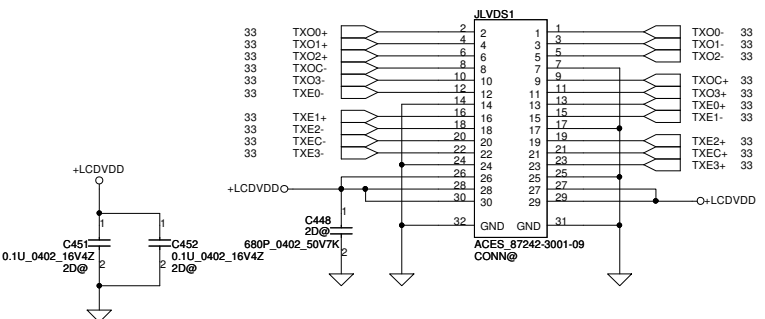 JLVDS1
33 TXO0+ 2 2 1 1 TXO0- 33
33 TXO1+ 4 4 3 3 TXO1- 33
33 TXO2+ 6 6 5 5 TXO2- 33
33 TXOC- 8 8 7 7
33 TXO3- 10 10 9 9 TXOC+ 33
33 TXE0- 12 12 11 11 TXO3+ 33
14 14 13 13 TXE0+ 33
33 TXE1+ 16 16 15 15 TXE1- 33
33 TXE2- 18 18 17 17
33 TXEC- 20 20 19 19 TXE2+ 33
33 TXE3- 22 22 21 21 TXEC+ 33
24 24 23 23 TXE3+ 33
26 26 25 25
+LCDVDD 28 28 27 27
30 30 29 29 +LCDVDD
32 GND GND 31
ACES_87242-3001-09
CONN@
1
C448
2D@
680P_0402_50V7K
2
+LCDVDD
1
C451
0.1U_0402_16V4Z
2D@
2
1
C452
0.1U_0402_16V4Z
2D@
2